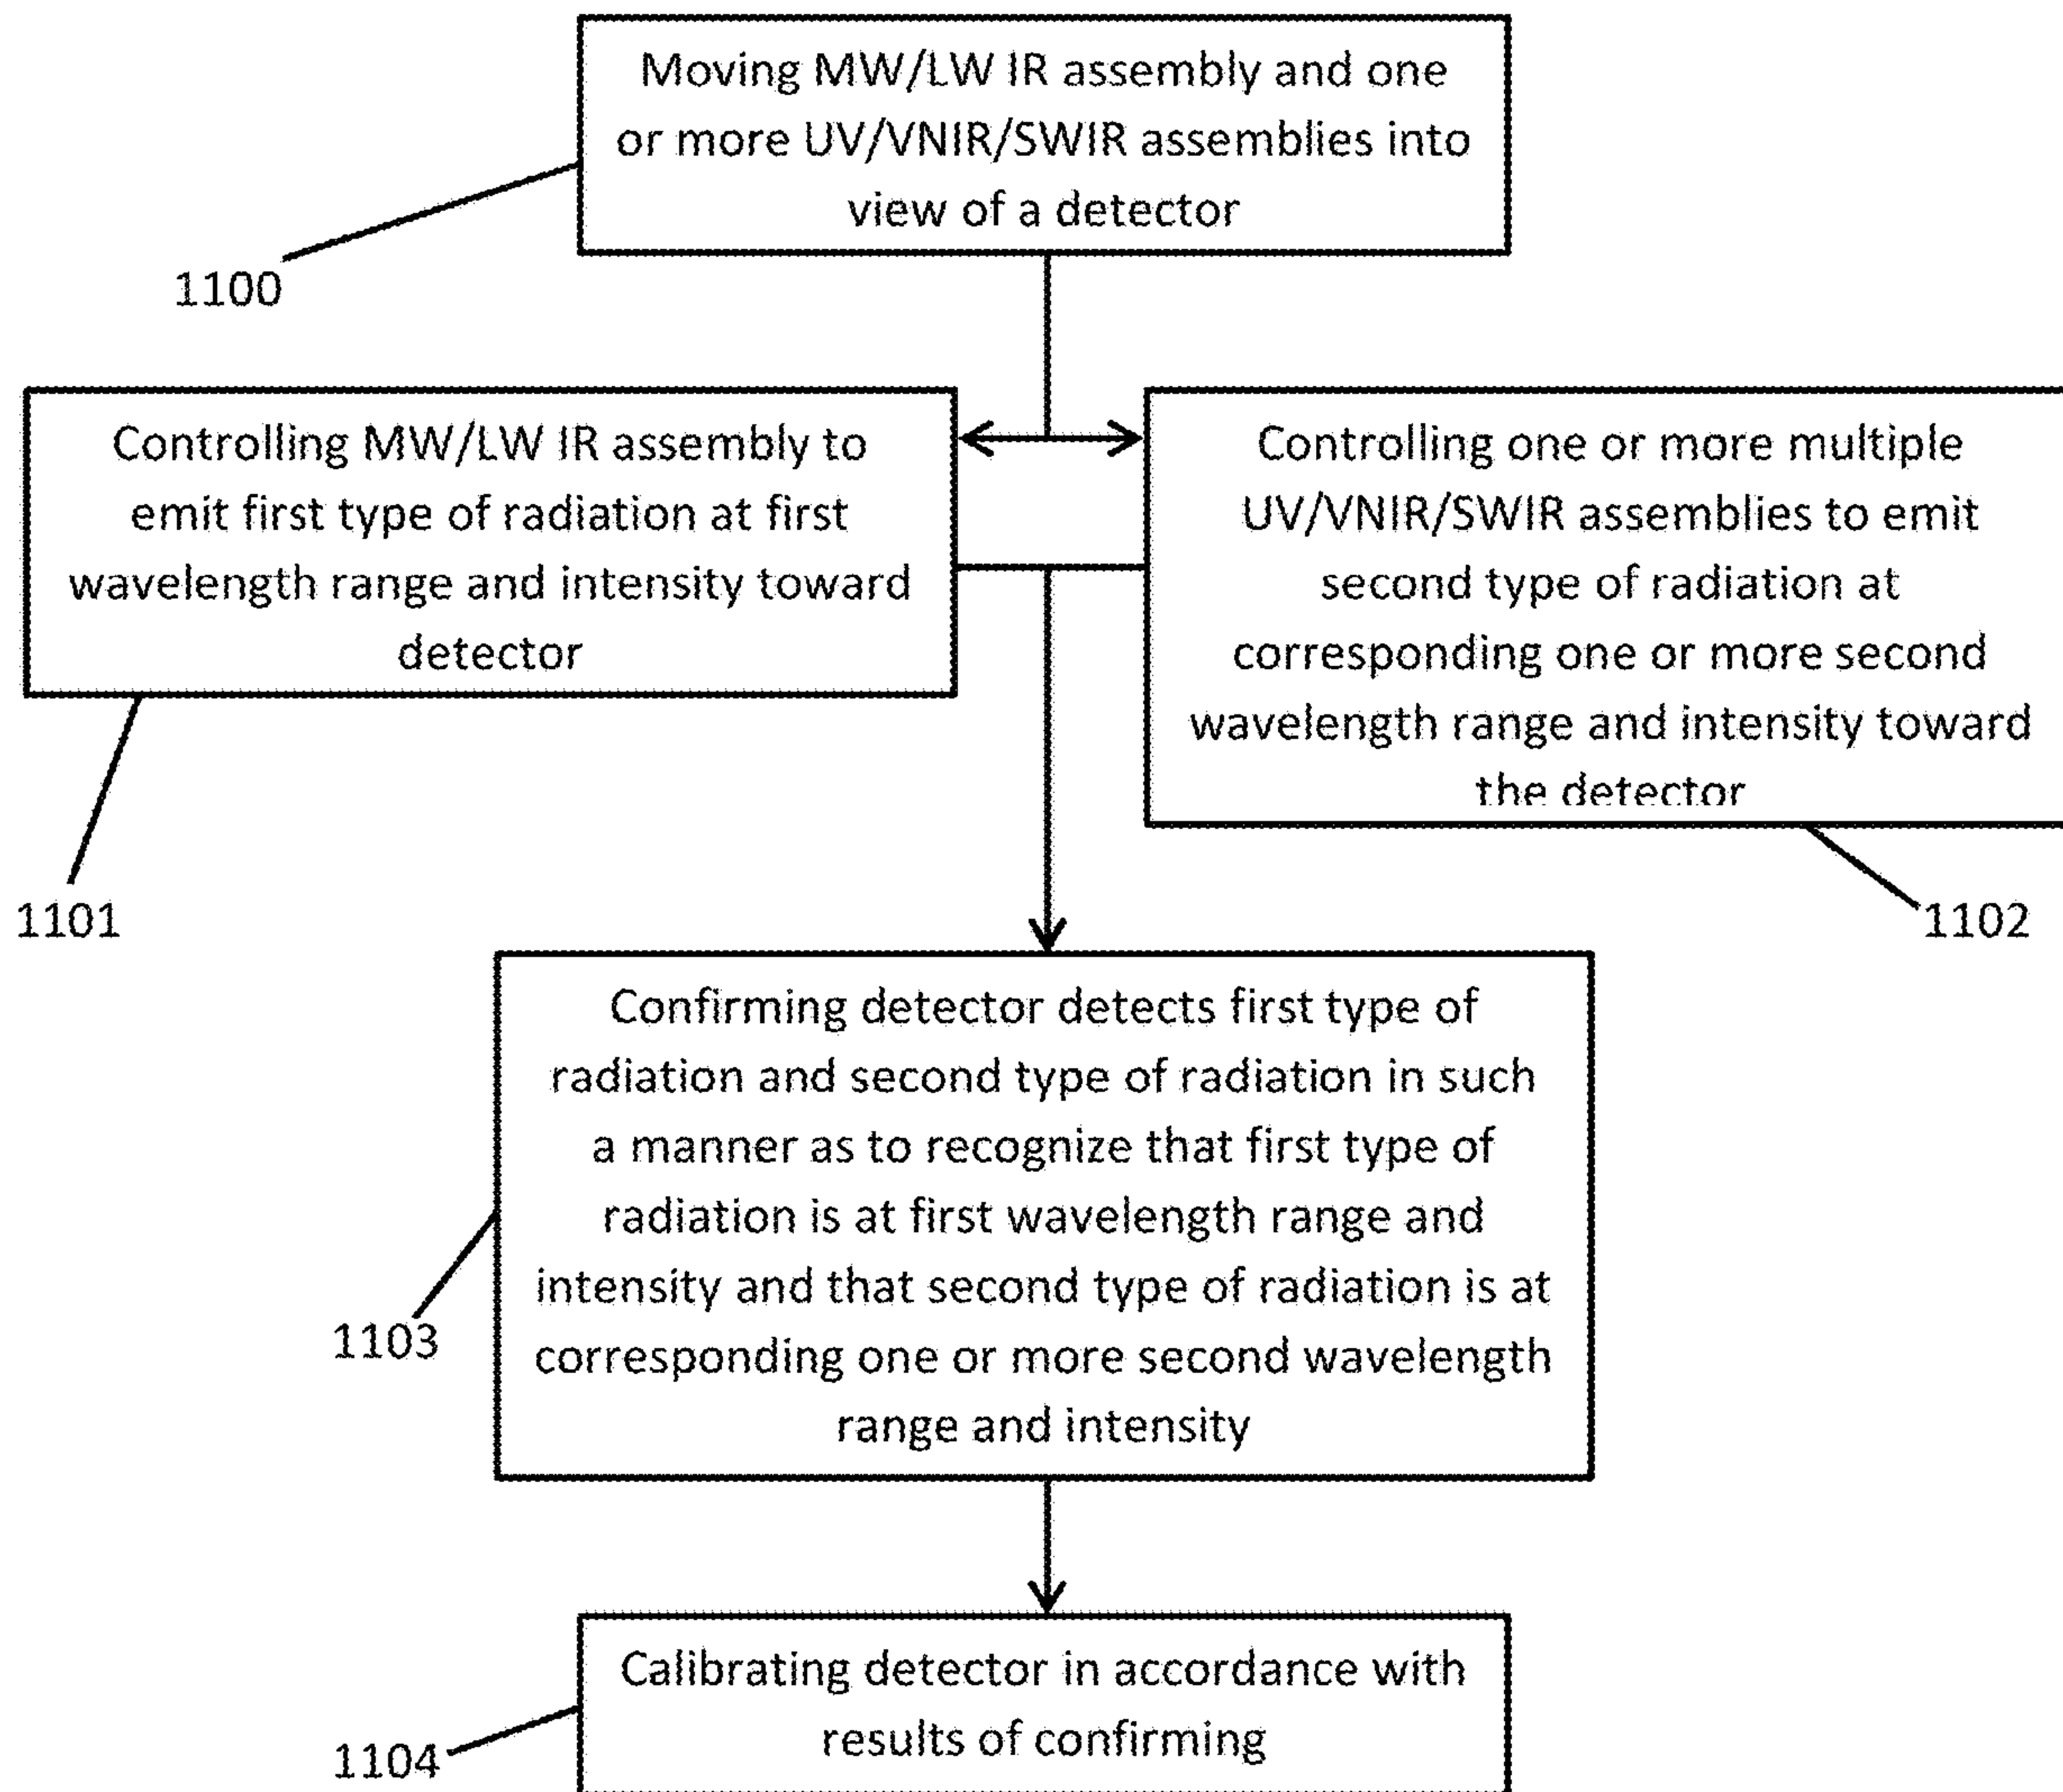 Moving MW/LW IR assembly and one
or more UV/VNIR/SWIR assemblies into
view of a detector
1100
Controlling MW/LW IR assembly to
emit first type of radiation at first
wavelength range and intensity toward
detector
1101
Controlling one or more multiple
UV/VNIR/SWIR assemblies to emit
second type of radiation at
corresponding one or more second
wavelength range and intensity toward
the detector
1102
Confirming detector detects first type of
radiation and second type of radiation in such
a manner as to recognize that first type of
radiation is at first wavelength range and
intensity and that second type of radiation is at
corresponding one or more second wavelength
range and intensity
1103
Calibrating detector in accordance with
results of confirming
1104